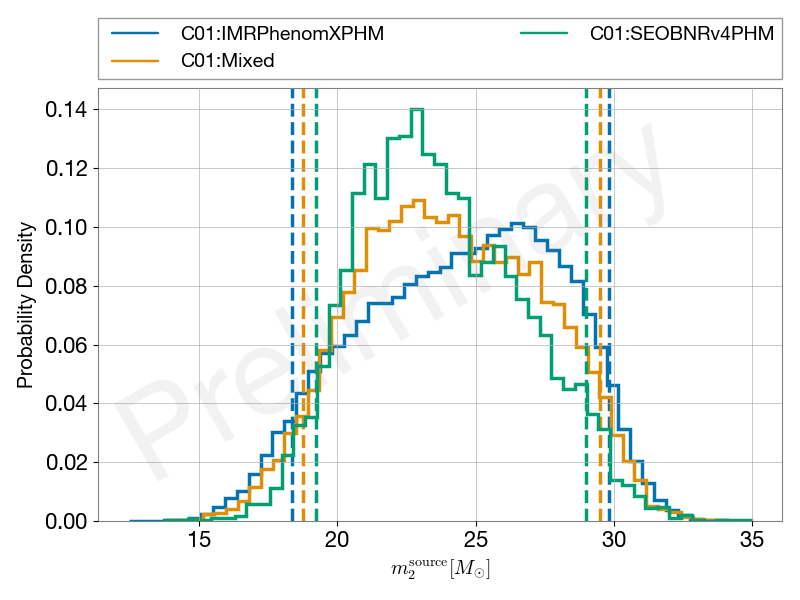 C01:IMRPhenomXPHM
C01:Mixed
C01:SEOBNRv4PHM
Preliminary
Probability Density
0.14
0.12
0.10
0.08
0.06
0.04
0.02
0.00
15 20 25 30 35
m₂^source [M⊙]